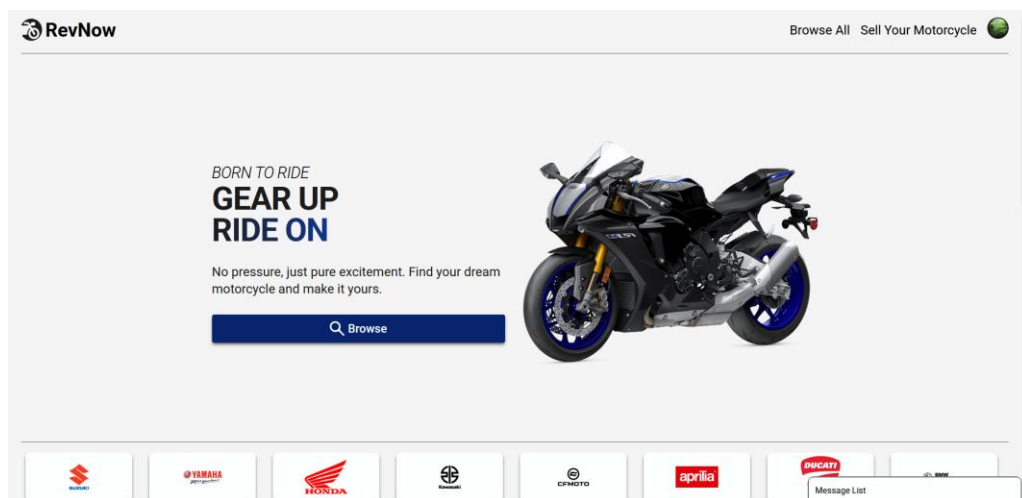 RevNow
Browse All Sell Your Motorcycle
BORN TO RIDE
GEAR UP
RIDE ON
No pressure, just pure excitement. Find your dream
motorcycle and make it yours.
Browse
SUZUKI
YAMAHA
HONDA
Kawasaki
CFMOTO
aprilia
DUCATI
Message List